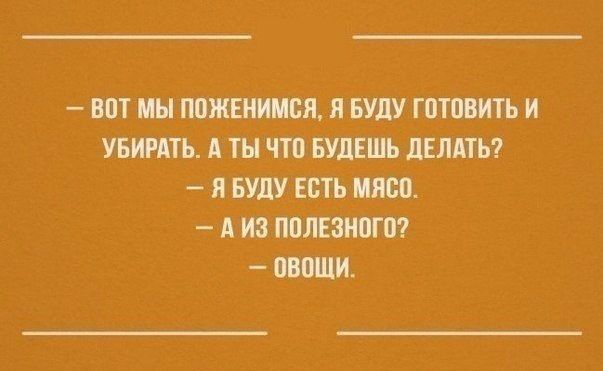 – ВОТ МЫ ПОЖЕНИМСЯ, Я БУДУ ГОТОВИТЬ И
УБИРАТЬ. А ТЫ ЧТО БУДЕШЬ ДЕЛАТЬ?
– Я БУДУ ЕСТЬ МЯСО.
– А ИЗ ПОЛЕЗНОГО?
– ОВОЩИ.